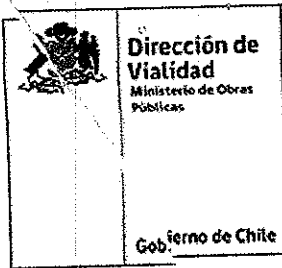 Dirección de
Vialidad
Ministerio de Obras
Públicas
Gobierno de Chile